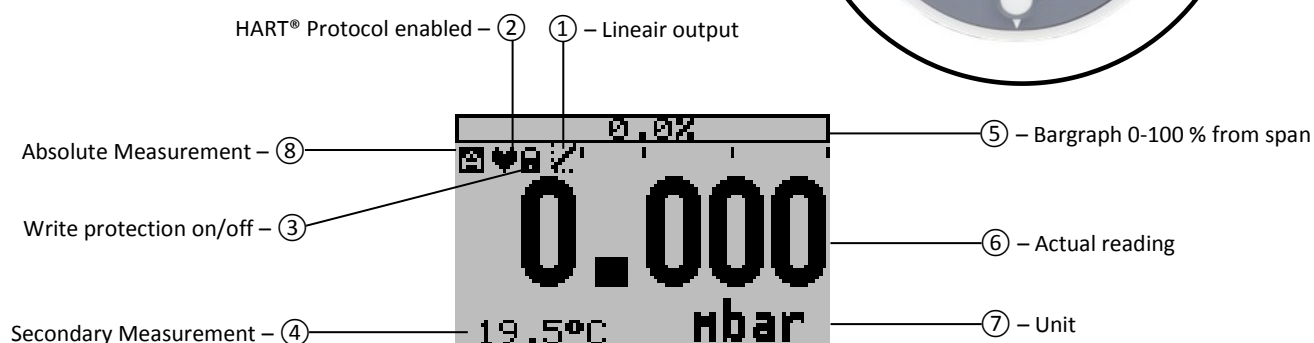 HART® Protocol enabled – ②
① – Lineair output
0.0%
⑤ – Bargraph 0-100 % from span
Absolute Measurement – ⑧
A
Write protection on/off – ③
0.000
⑥ – Actual reading
Secondary Measurement – ④
19.5°C
mbar
⑦ – Unit